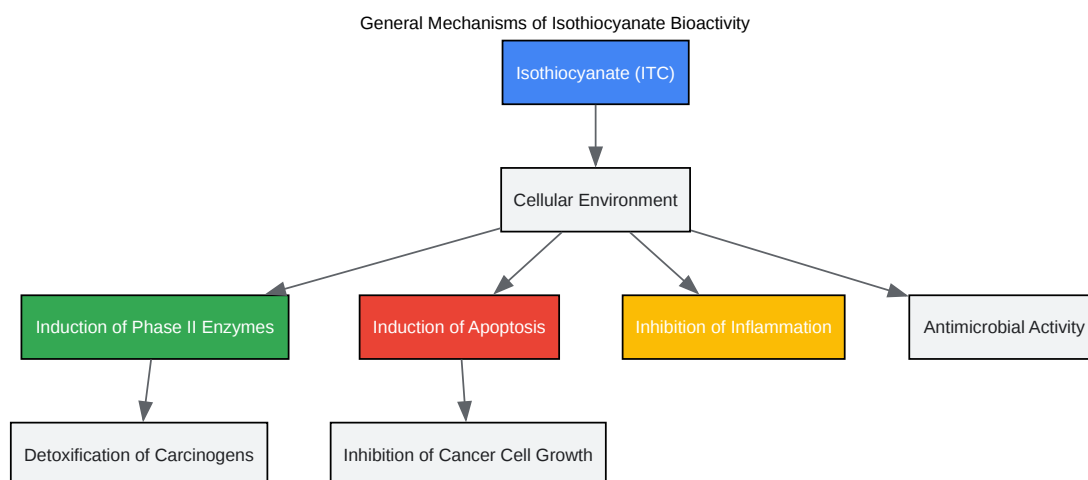 General Mechanisms of Isothiocyanate Bioactivity
Isothiocyanate (ITC)
Cellular Environment
Induction of Phase II Enzymes
Induction of Apoptosis
Inhibition of Inflammation
Antimicrobial Activity
Detoxification of Carcinogens
Inhibition of Cancer Cell Growth